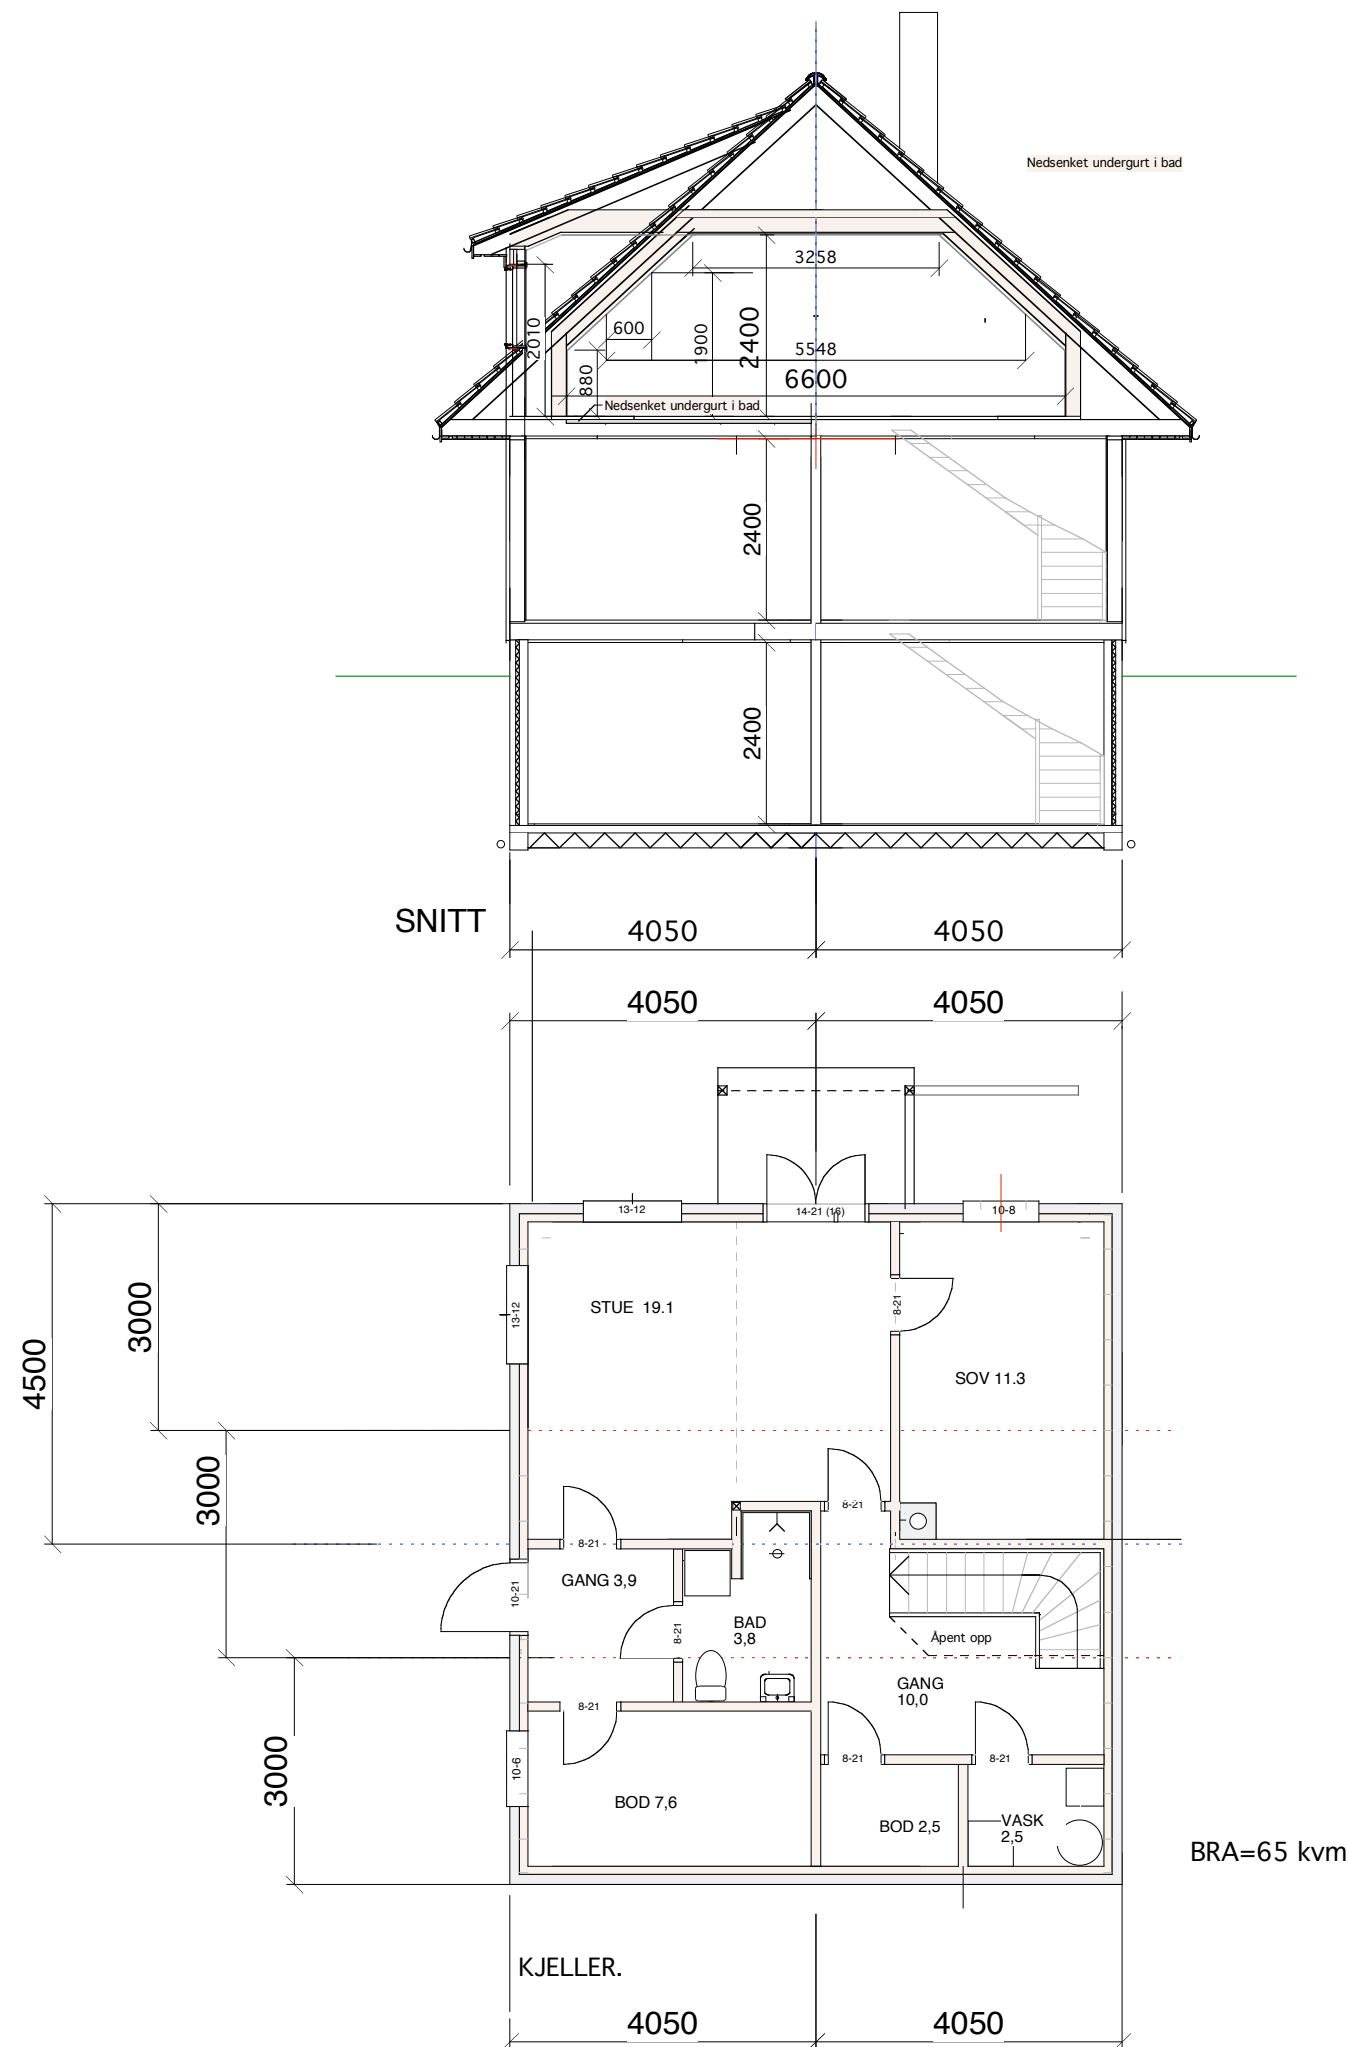 Nedsenket undergurt i bad
3258
2010
600
1900
2400
5548
880
6600
Nedsenket undergurt i bad
2400
2400
SNITT
4050
4050
4050
4050
13-12
14-21 (16)
10-8
4500
3000
13-12
STUE 19.1
8-21
SOV 11.3
3000
8-21
8-21
GANG 3,9
10-21
BAD
3,8
8-21
Åpent opp
GANG
10,0
8-21
3000
10-6
8-21
8-21
BOD 7,6
BOD 2,5
VASK
2,5
BRA=65 kvm
KJELLER.
4050
4050